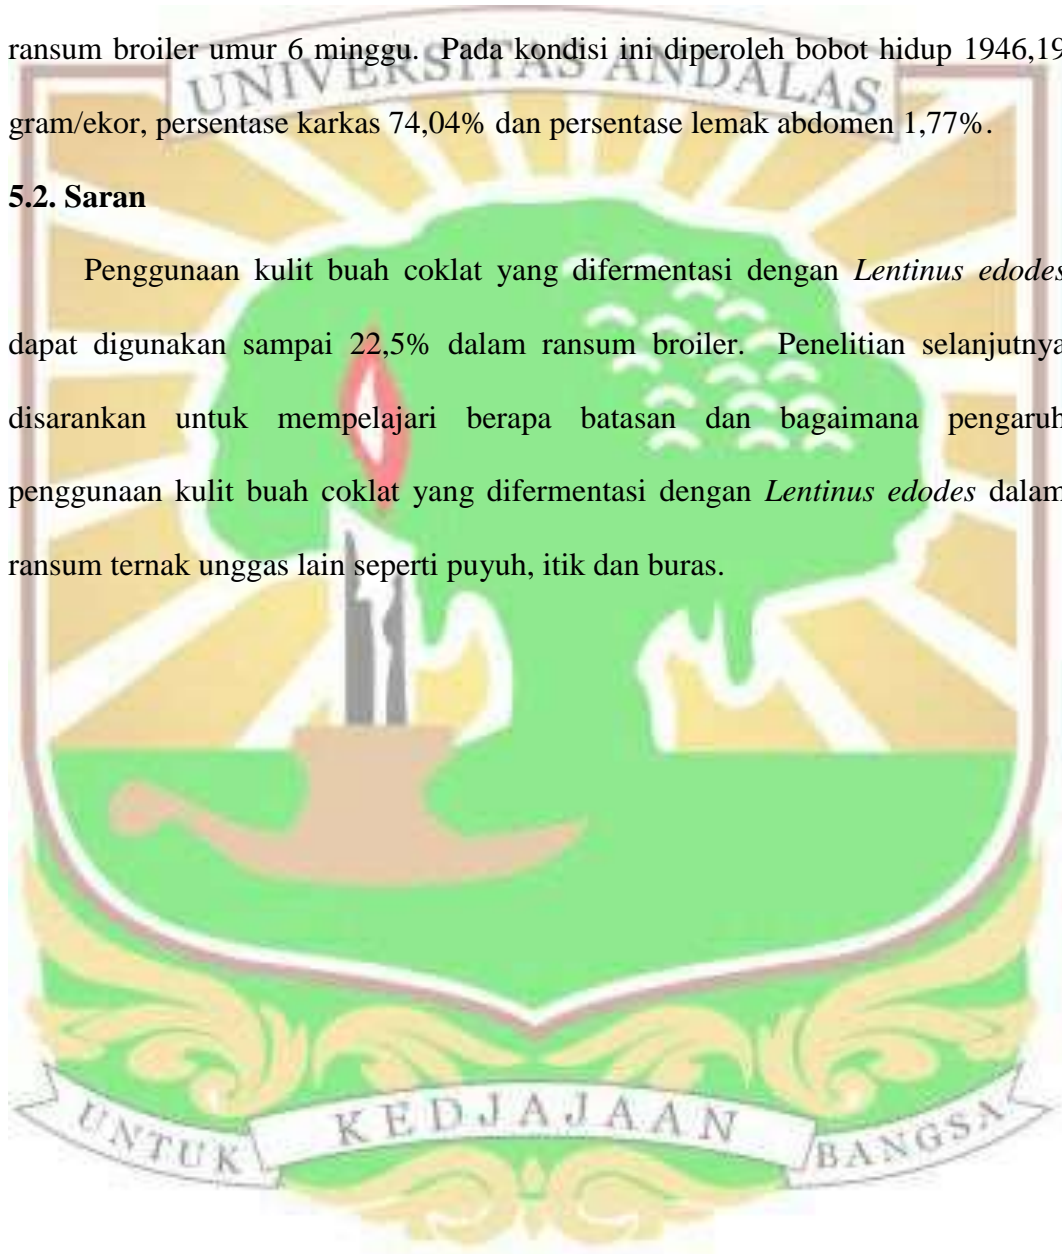 ransum broiler umur 6 minggu. Pada kondisi ini diperoleh bobot hidup 1946,19
UNIVERSITAS ANDALAS
gram/ekor, persentase karkas 74,04% dan persentase lemak abdomen 1,77%.
5.2. Saran
Penggunaan kulit buah coklat yang difermentasi dengan Lentinus edodes
dapat digunakan sampai 22,5% dalam ransum broiler. Penelitian selanjutnya
disarankan untuk mempelajari berapa batasan dan bagaimana pengaruh
penggunaan kulit buah coklat yang difermentasi dengan Lentinus edodes dalam
ransum ternak unggas lain seperti puyuh, itik dan buras.
UNTUK KEDJAJAAN BANGSA